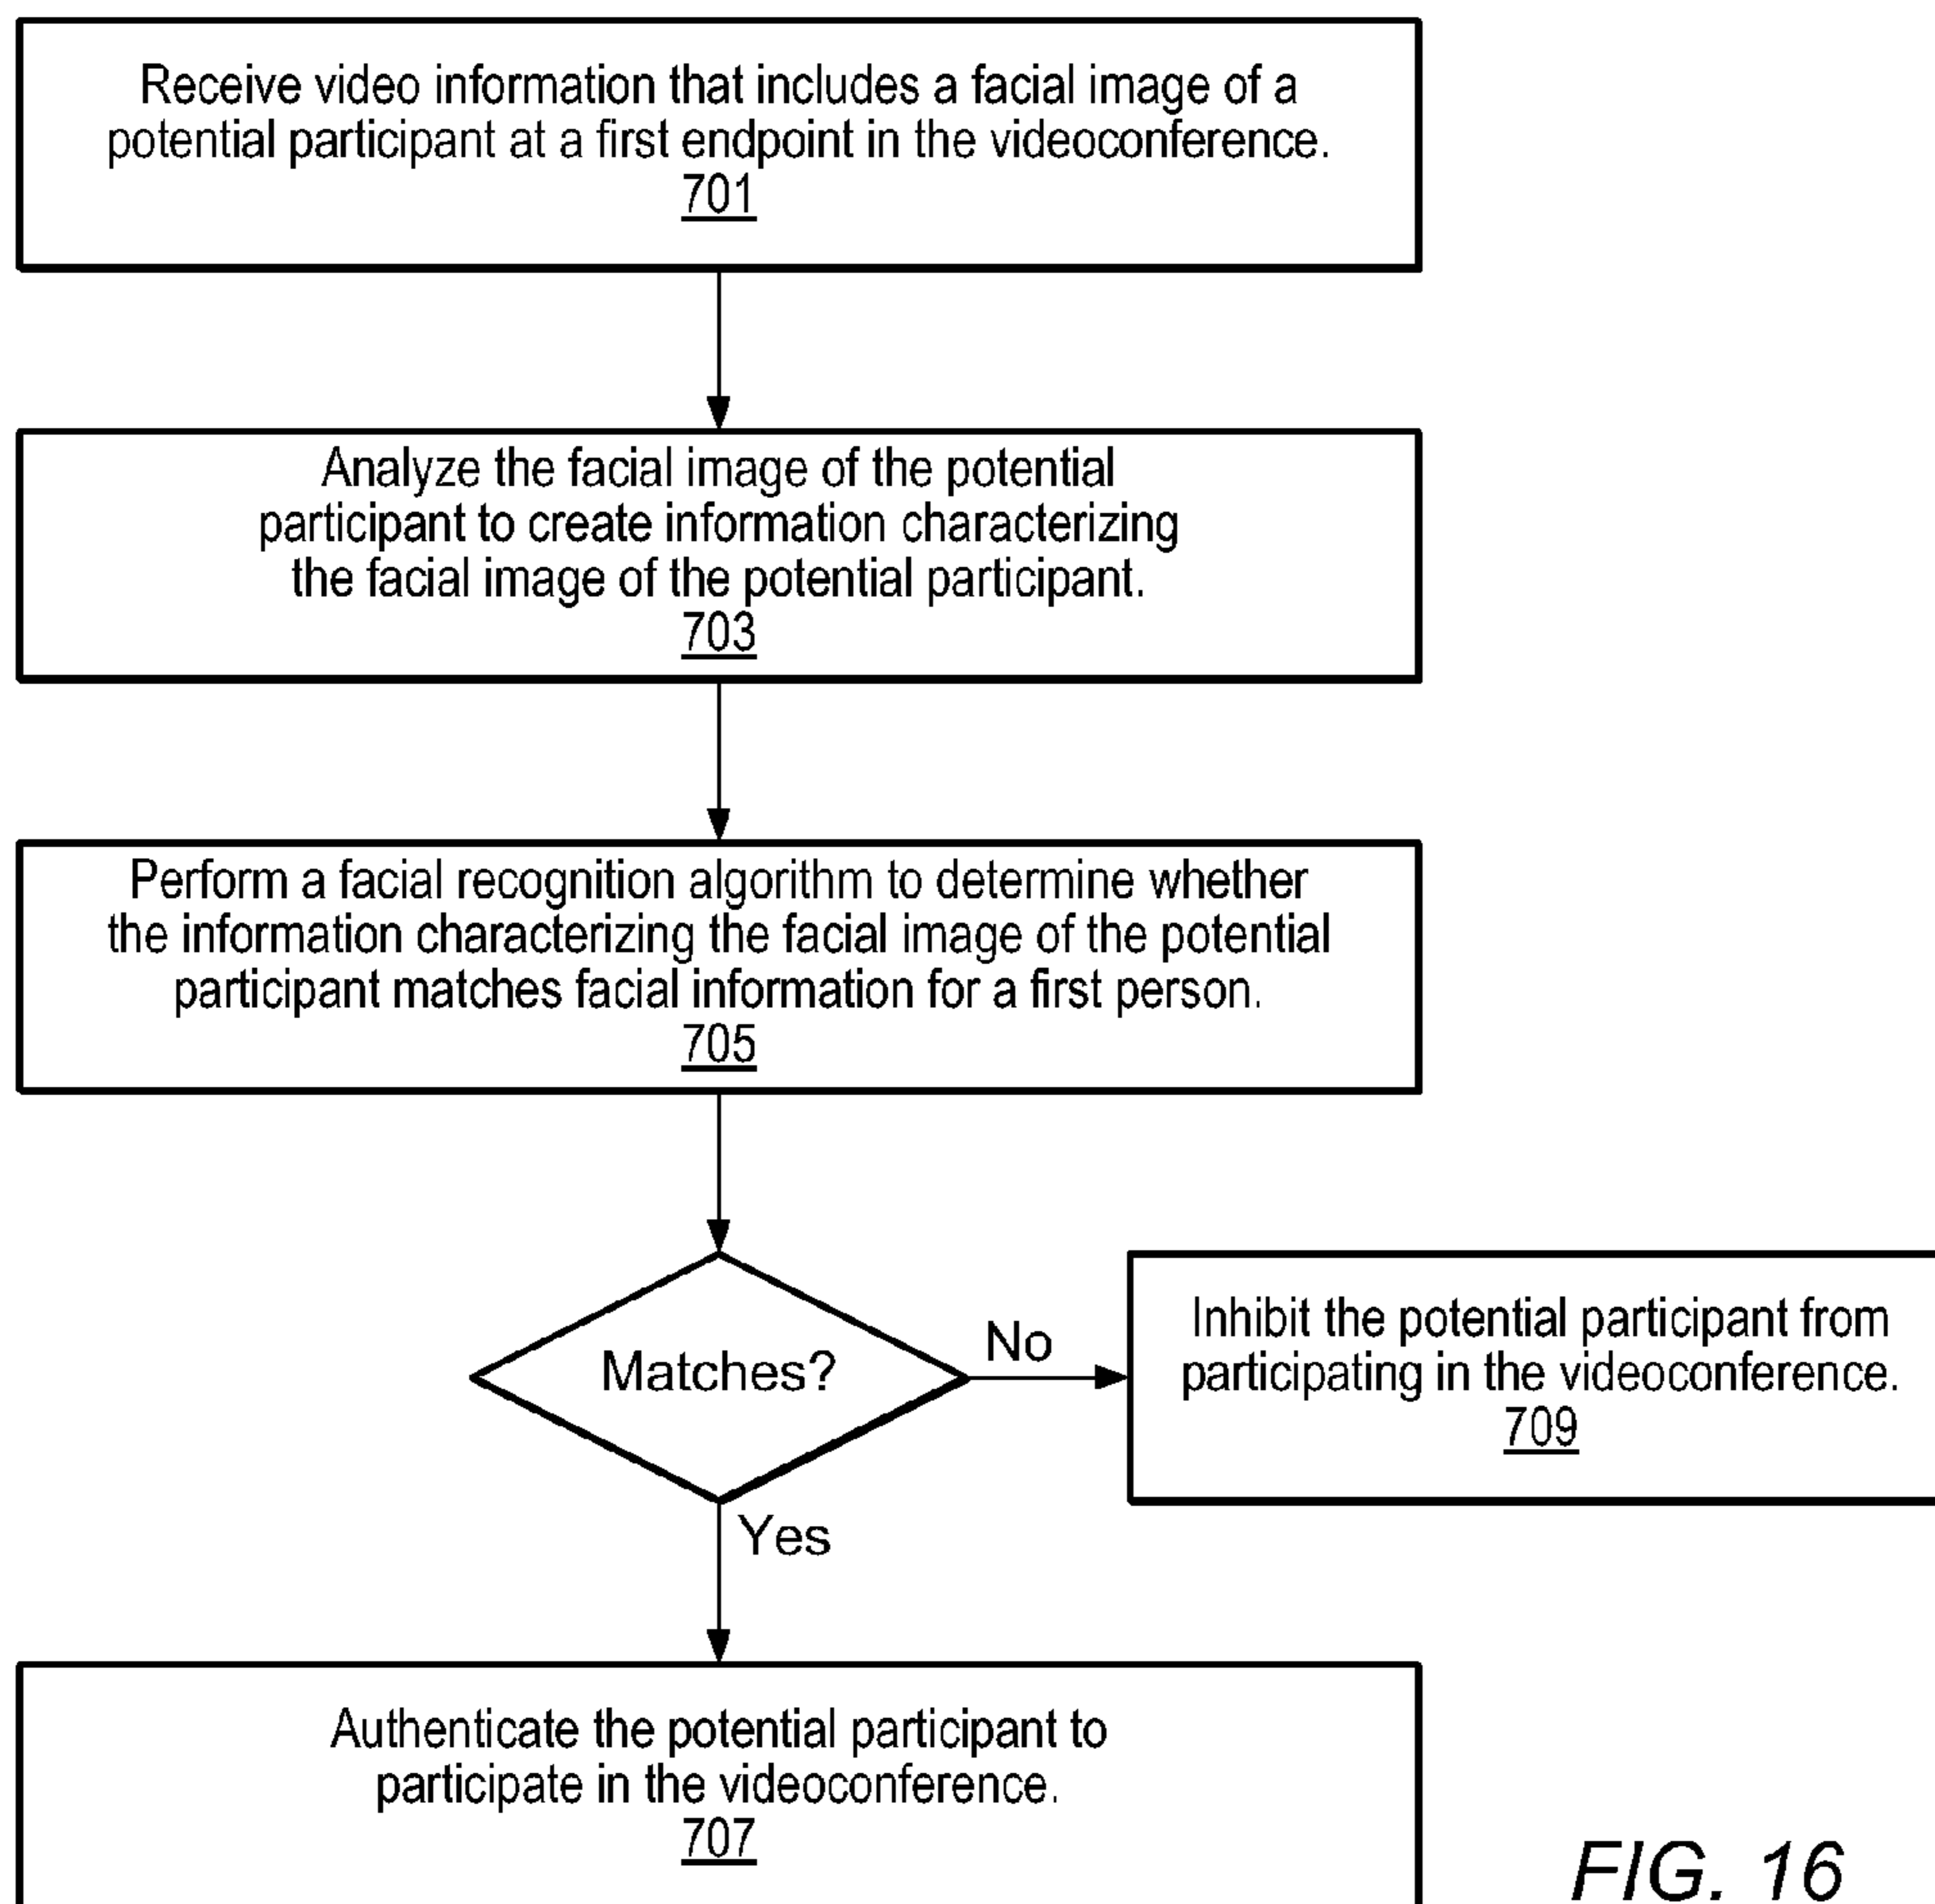 Receive video information that includes a facial image of a
potential participant at a first endpoint in the videoconference.
701
Analyze the facial image of the potential
participant to create information characterizing
the facial image of the potential participant.
703
Perform a facial recognition algorithm to determine whether
the information characterizing the facial image of the potential
participant matches facial information for a first person.
705
Matches?
No
Inhibit the potential participant from
participating in the videoconference.
709
Yes
Authenticate the potential participant to
participate in the videoconference.
707
FIG. 16